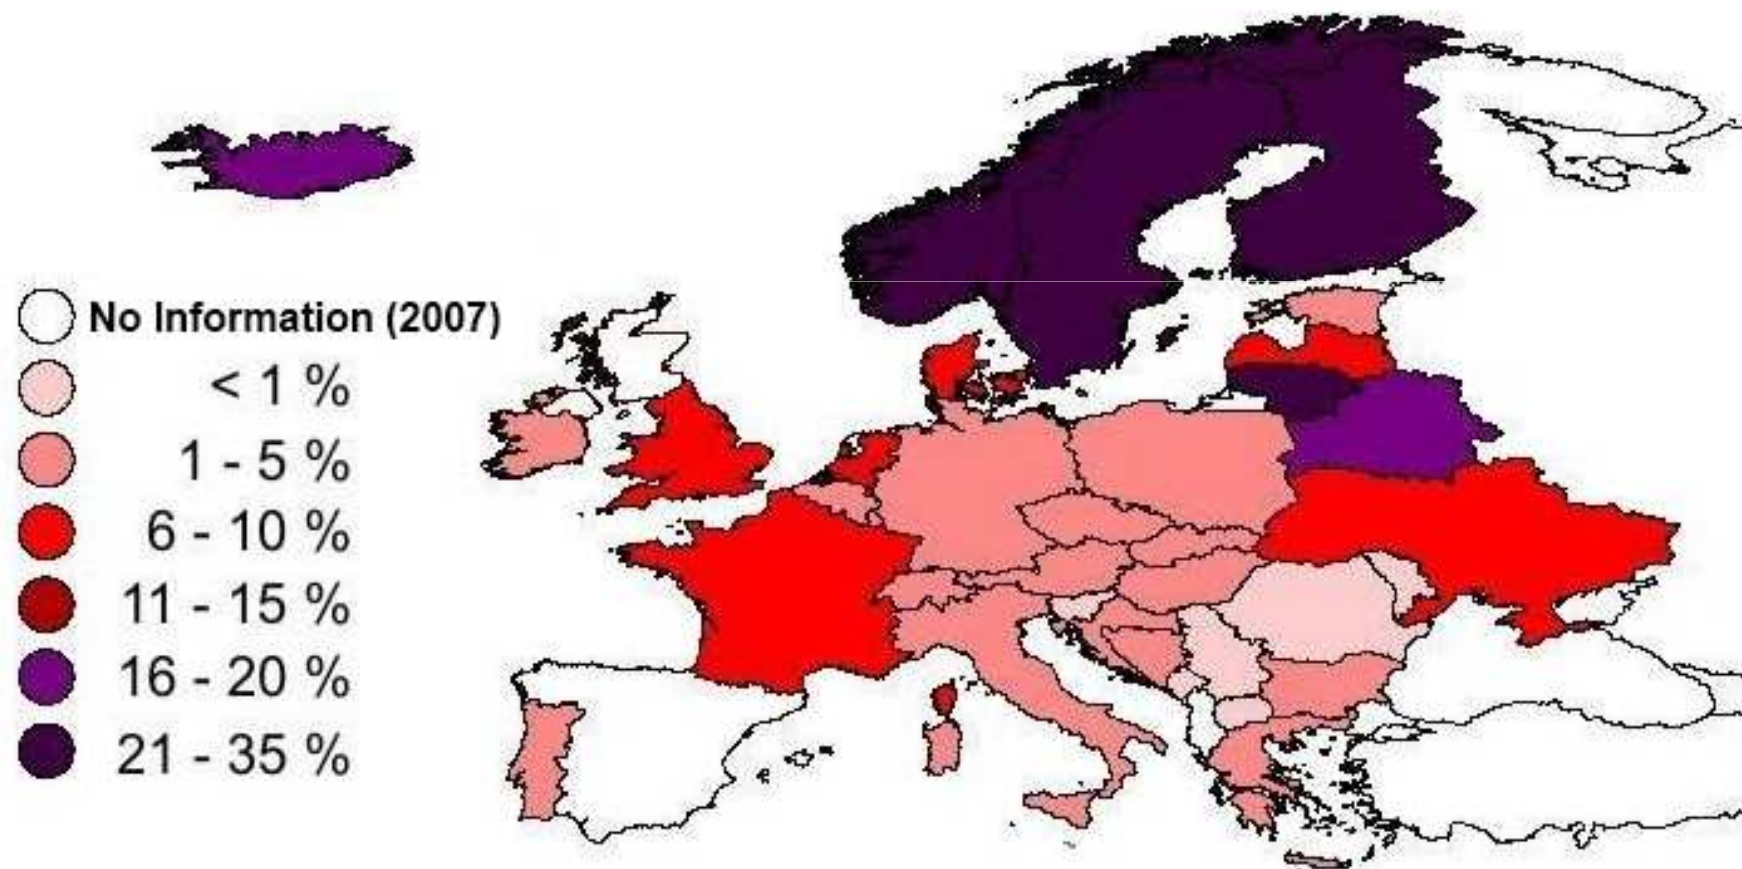 No Information (2007)
< 1 %
1 - 5 %
6 - 10 %
11 - 15 %
16 - 20 %
21 - 35 %